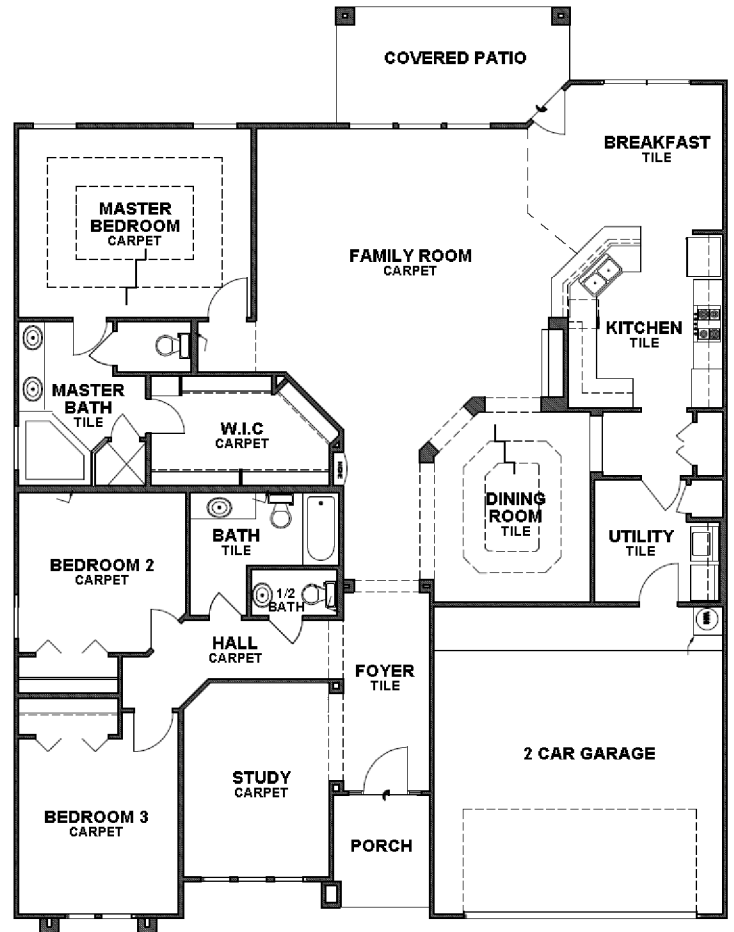 COVERED PATIO
BREAKFAST
TILE
MASTER
BEDROOM
CARPET
FAMILY ROOM
CARPET
KITCHEN
TILE
MASTER
BATH
TILE
W.I.C
CARPET
DINING
ROOM
TILE
BATH
TILE
UTILITY
TILE
BEDROOM 2
CARPET
1/2
BATH
HALL
CARPET
FOYER
TILE
2 CAR GARAGE
STUDY
CARPET
BEDROOM 3
CARPET
PORCH